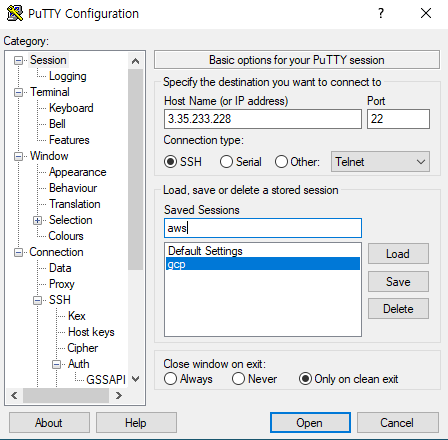 PuTTY Configuration
Category:
Session
Logging
Terminal
Keyboard
Bell
Features
Window
Appearance
Behaviour
Translation
Selection
Colours
Connection
Data
Proxy
SSH
Kex
Host keys
Cipher
Auth
GSSAPI
Basic options for your PuTTY session
Specify the destination you want to connect to
Host Name (or IP address) Port
3.35.233.228 22
Connection type:
SSH Serial Other: Telnet
Load, save or delete a stored session
Saved Sessions
aws
Default Settings Load
gcp
Save
Delete
Close window on exit:
Always Never Only on clean exit
About Help Open Cancel